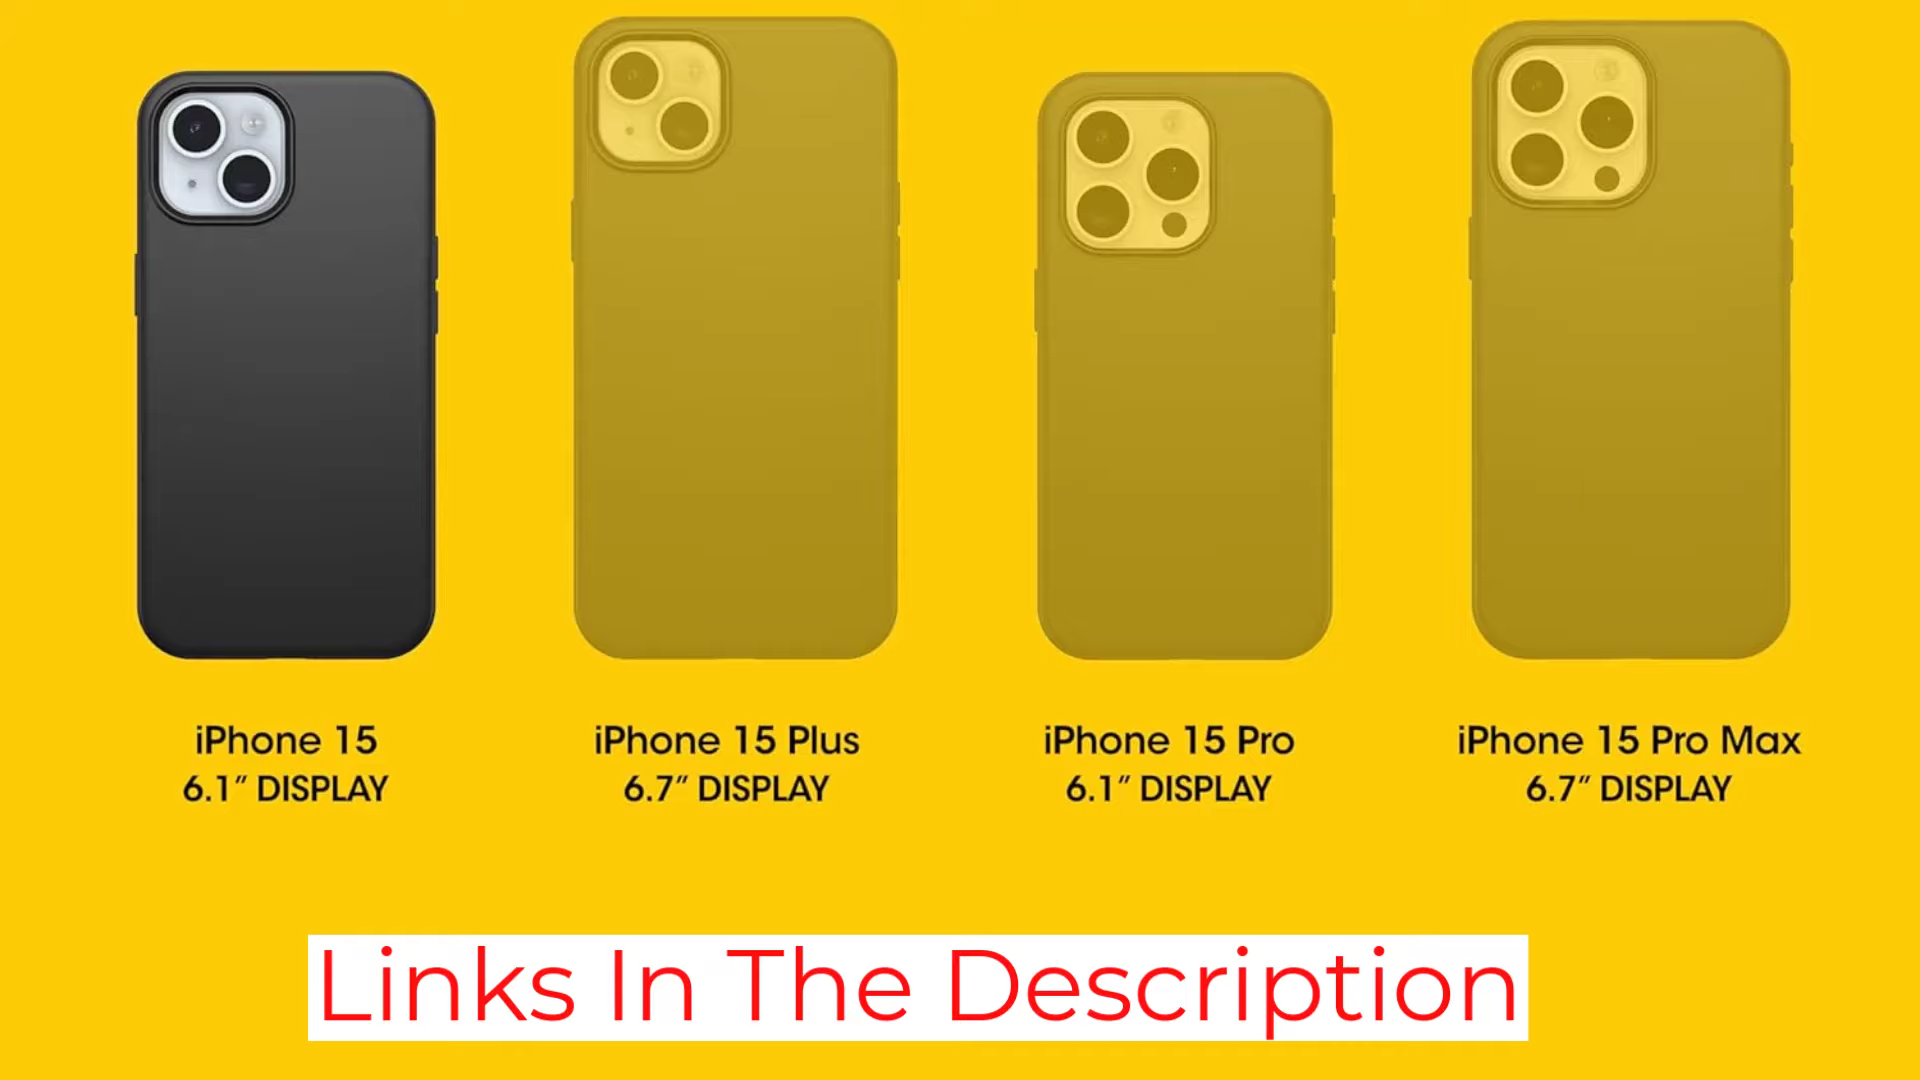 iPhone 15
6.1” DISPLAY
iPhone 15 Plus
6.7” DISPLAY
iPhone 15 Pro
6.1” DISPLAY
iPhone 15 Pro Max
6.7” DISPLAY
Links In The Description